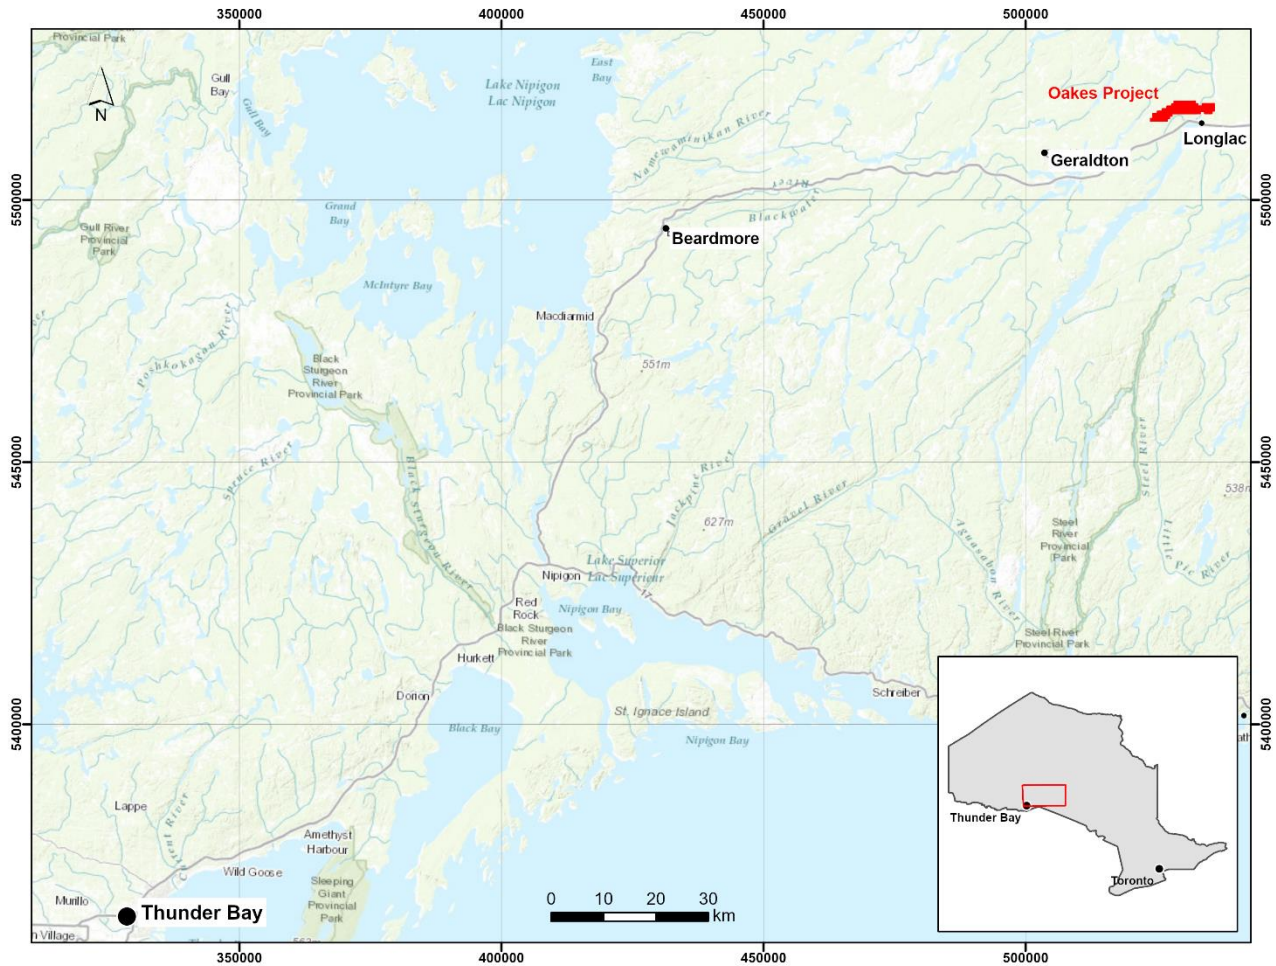 350000
400000
450000
500000
Provincial Park
N
Gull
Bay
Gull Bay
Lake Nipigon
Lac Nipigon
East
Bay
Namewaminikan River
Oakes Project
Longlac
Geraldton
5500000
5500000
River
Blackwater
Beardmore
Grand
Bay
Gull River
Provincial
Park
McIntyre Bay
Macdiarmid
Poshkokagan River
Black
Sturgeon
River
Provincial Park
551m
5450000
5450000
Spruce River
Black Sturgeon River
Jackpine River
627m
Gravel River
Steel River
538m
Aguasabon River
Steel
River
Provincial
Park
Little Pic River
Lake Superior
Lac Supérieur
Nipigon
17
Red
Rock
Nipigon Bay
Black Sturgeon
River
Provincial Park
Steel River
Provincial Park
Hurkett
Dorion
Schreiber
St. Ignace Island
5400000
5400000
Black Bay
Nipigon Bay
Lappe
Current River
Amethyst
Harbour
Wild Goose
Sleeping
Giant
Provincial
Park
Murillo
Thunder Bay
n Village
0 10 20 30
km
Thunder Bay
Toronto
350000
400000
450000
500000